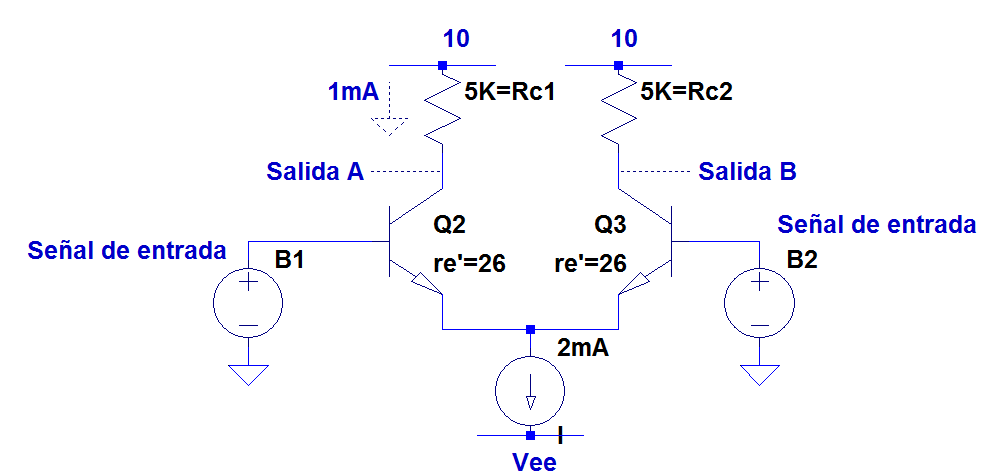 10 10
1mA 5K=Rc1 5K=Rc2
Salida A Salida B
Señal de entrada Q2 Q3 Señal de entrada
B1 re'=26 re'=26 B2
2mA
I
Vee